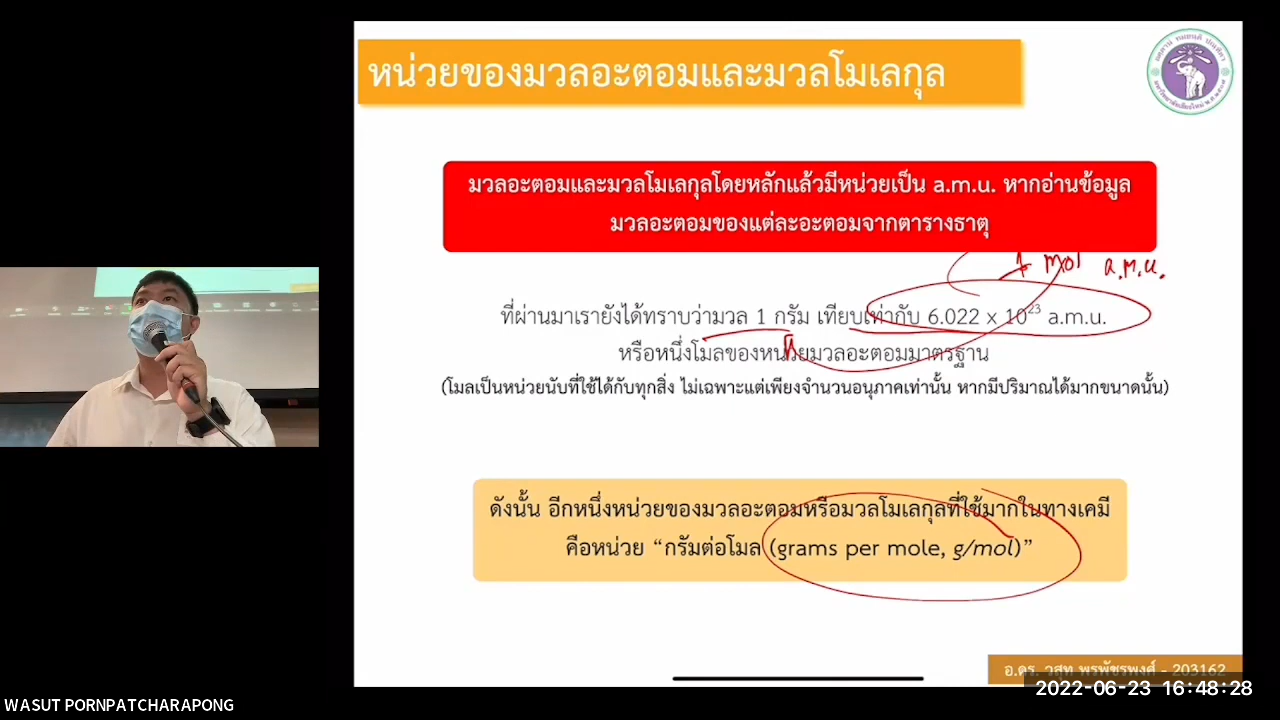 หน่วยของมวลอะตอมและมวลโมเลกุล
มวลอะตอมและมวลโมเลกุลโดยหลักแล้วมีหน่วยเป็น a.m.u. หากอ่านข้อมูล
มวลอะตอมของแต่ละอะตอมจากตารางธาตุ
1 mol a.m.u.
ที่ผ่านมาเรายังได้ทราบว่ามวล 1 กรัม เทียบเท่ากับ 6.022 x 10²³ a.m.u.
หรือหนึ่งโมลของหน่วยมวลอะตอมมาตรฐาน
(โมลเป็นหน่วยนับที่ใช้ได้กับทุกสิ่ง ไม่เฉพาะแต่เพียงจำนวนอนุภาคเท่านั้น หากมีปริมาณได้มากขนาดนั้น)
ดังนั้น อีกหนึ่งหน่วยของมวลอะตอมหรือมวลโมเลกุลที่ใช้มากในทางเคมี
คือหน่วย “กรัมต่อโมล (grams per mole, g/mol)”
อ.ดร. วสุท พรพัชรพงศ์ - 203162
2022-06-23 16:48:28
WASUT PORNPATCHARAPONG